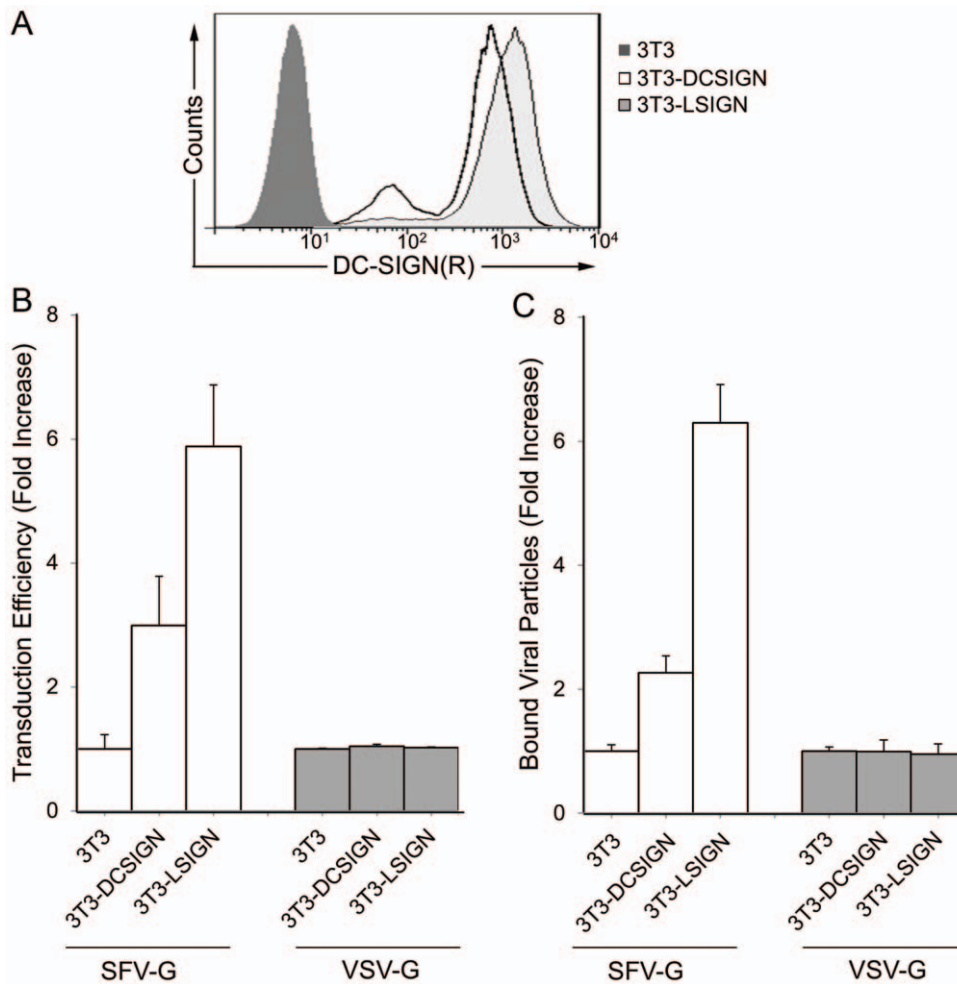 A
Counts
10¹ 10² 10³ 10⁴
DC-SIGN(R)
3T3
3T3-DCSIGN
3T3-LSIGN
B
Transduction Efficiency (Fold Increase)
8
6
4
2
0
3T3
3T3-DCSIGN
3T3-LSIGN
3T3
3T3-DCSIGN
3T3-LSIGN
SFV-G
VSV-G
C
Bound Viral Particles (Fold Increase)
8
6
4
2
0
3T3
3T3-DCSIGN
3T3-LSIGN
3T3
3T3-DCSIGN
3T3-LSIGN
SFV-G
VSV-G